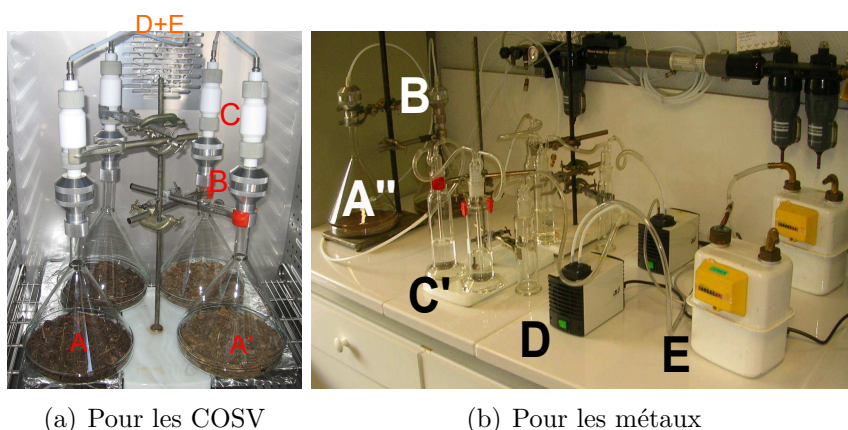 D+E
C
B
A
A'
B
A"
C'
D
E
(a) Pour les COSV
(b) Pour les métaux